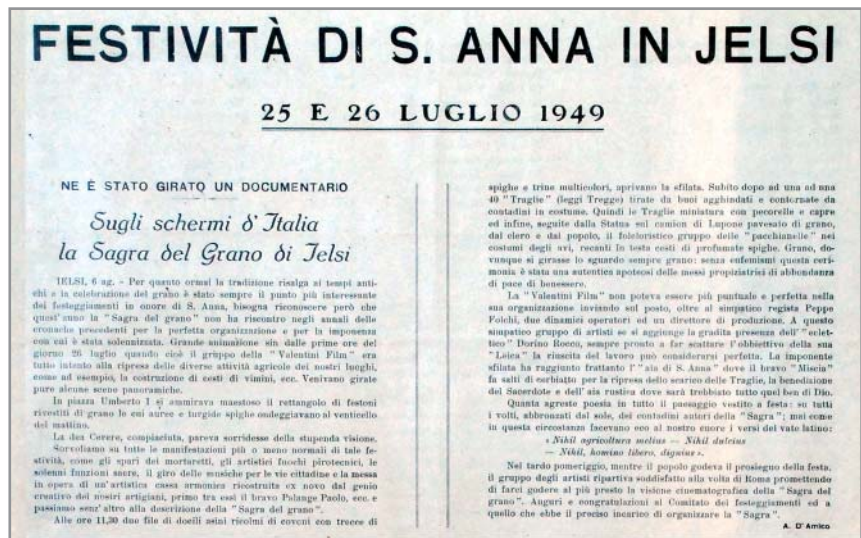 FESTIVITÀ DI S. ANNA IN JELSI
25 E 26 LUGLIO 1949
NE È STATO GIRATO UN DOCUMENTARIO
Sugli schermi d'Italia
la Sagra del Grano di Jelsi
JELSI, 6 ag. - Per quanto ormai la tradizione risalga ai tempi anti-
chi e la celebrazione del grano è stato sempre il punto più interessante
dei festeggiamenti in onore di S. Anna, bisogna riconoscere però che
quest'anno la "Sagra del grano" non ha riscontro negli annali delle
cronache precedenti per la perfetta organizzazione e per la imponenza
con cui è stata solennizzata. Grande animazione sin dalle prime ore del
giorno 26 luglio quando cioè il gruppo della "Valentini Film" era
tutto intento alla ripresa delle diverse attività agricole dei nostri luoghi,
come ad esempio, la costruzione di cesti di vimini, ecc. Venivano girate
pure alcune scene panoramiche.
In piazza Umberto I si ammirava maestoso il rettangolo di festoni
rivestiti di grano le cui auree e turgide spighe ondeggiavano al venticello
del mattino.
La dea Cerere, compiaciuta, pareva sorridesse della stupenda visione.
Sorvoliamo su tutte le manifestazioni più o meno normali di tale fe-
stività, come gli spari dei mortaretti, gli artistici fuochi pirotecnici, le
solenni funzioni sacre, il giro delle musiche per le vie cittadine e la messa
in opera di un'artistica cassa armonica ricostruita ex novo dal genio
creativo dei nostri artigiani, primo tra essi il bravo Palange Paolo, ecc. e
passiamo senz'altro alla descrizione della "Sagra del grano".
Alle ore 11,30 due file di docili asini ricolmi di covoni con trecce di
spighe e trine multicolori, aprivano la sfilata. Subito dopo ad una ad una
40 "Traglie" (leggi Tregge) tirate da buoi agghindati e contornate da
contadini in costume. Quindi le Traglie miniatura con pecorelle e capre
ed infine, seguite dalla Statua sul camion di Lupone pavesato di grano,
dal clero e dal popolo, il folcloristico gruppo delle "pacchianelle" nei
costumi degli avi, recanti in testa cesti di profumate spighe. Grano, do-
vunque si girasse lo sguardo sempre grano: senza eufemismi questa ceri-
monia è stata una autentica apoteosi delle messi propiziatrici di abbondanza
di pace di benessere.
La "Valentini Film" non poteva essere più puntuale e perfetta nella
sua organizzazione inviando sul posto, oltre al simpatico regista Peppe
Folchi, due dinamici operatori ed un direttore di produzione. A questo
simpatico gruppo di artisti se si aggiunge la gradita presenza dell'"eclet-
tico" Dorino Rocco, sempre pronto a far scattare l'obbiettivo della sua
"Leica" la riuscita del lavoro può considerarsi perfetta. La imponente
sfilata ha raggiunto frattanto l'"aia di S. Anna" dove il bravo "Miscia"
fa salti di cerbiatto per la ripresa dello scarico delle Traglie, la benedizione
del Sacerdote e dell'aia rustica dove sarà trebbiato tutto quel ben di Dio.
Quanta agreste poesia in tutto il paesaggio vestito a festa: su tutti
i volti, abbronzati dal sole, dei contadini autori della "Sagra"; mai come
in questa circostanza facevano eco al nostro cuore i versi del vate latino:
« Nihil agricoltura melius — Nihil dulcius
— Nihil, homino libero, dignius ».
Nel tardo pomeriggio, mentre il popolo godeva il prosieguo della festa,
il gruppo degli artisti ripartiva soddisfatto alla volta di Roma promettendo
di farci godere al più presto la visione cinematografica della "Sagra del
grano". Auguri e congratulazioni al Comitato dei festeggiamenti ed a
quello che ebbe il preciso incarico di organizzare la "Sagra".
A. D'Amico